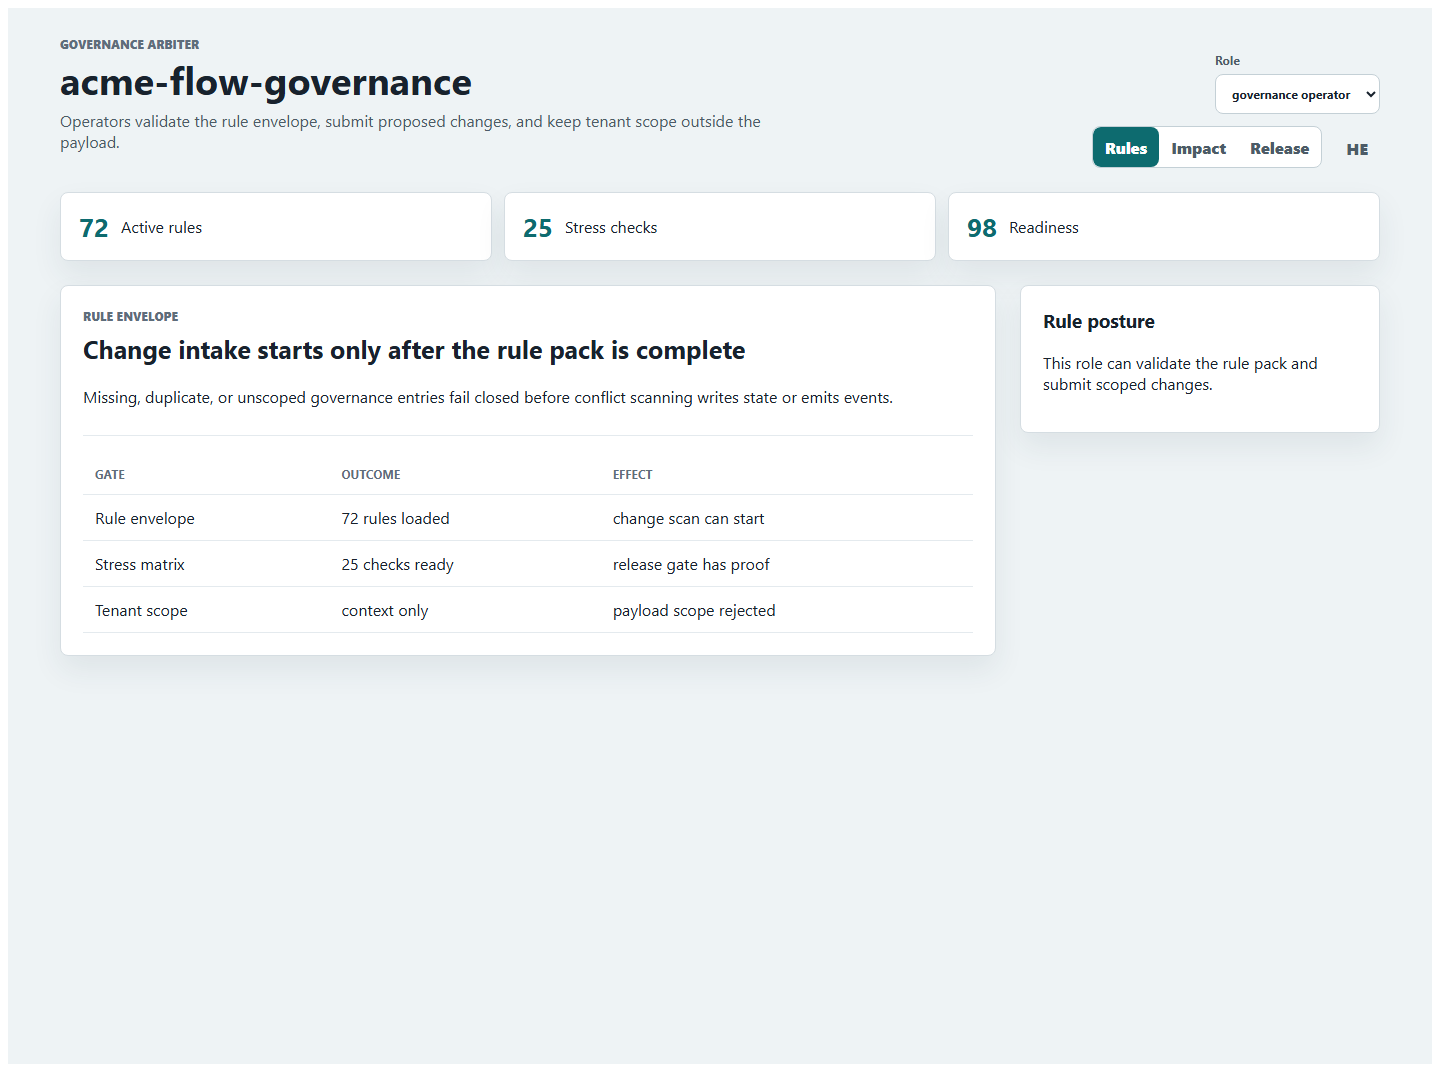 GOVERNANCE ARBITER
acme-flow-governance
Operators validate the rule envelope, submit proposed changes, and keep tenant scope outside the
payload.
Role
governance operator
Rules
Impact
Release
HE
72 Active rules
25 Stress checks
98 Readiness
RULE ENVELOPE
Change intake starts only after the rule pack is complete
Missing, duplicate, or unscoped governance entries fail closed before conflict scanning writes state or emits events.
GATE OUTCOME EFFECT
Rule envelope 72 rules loaded change scan can start
Stress matrix 25 checks ready release gate has proof
Tenant scope context only payload scope rejected
Rule posture
This role can validate the rule pack and
submit scoped changes.